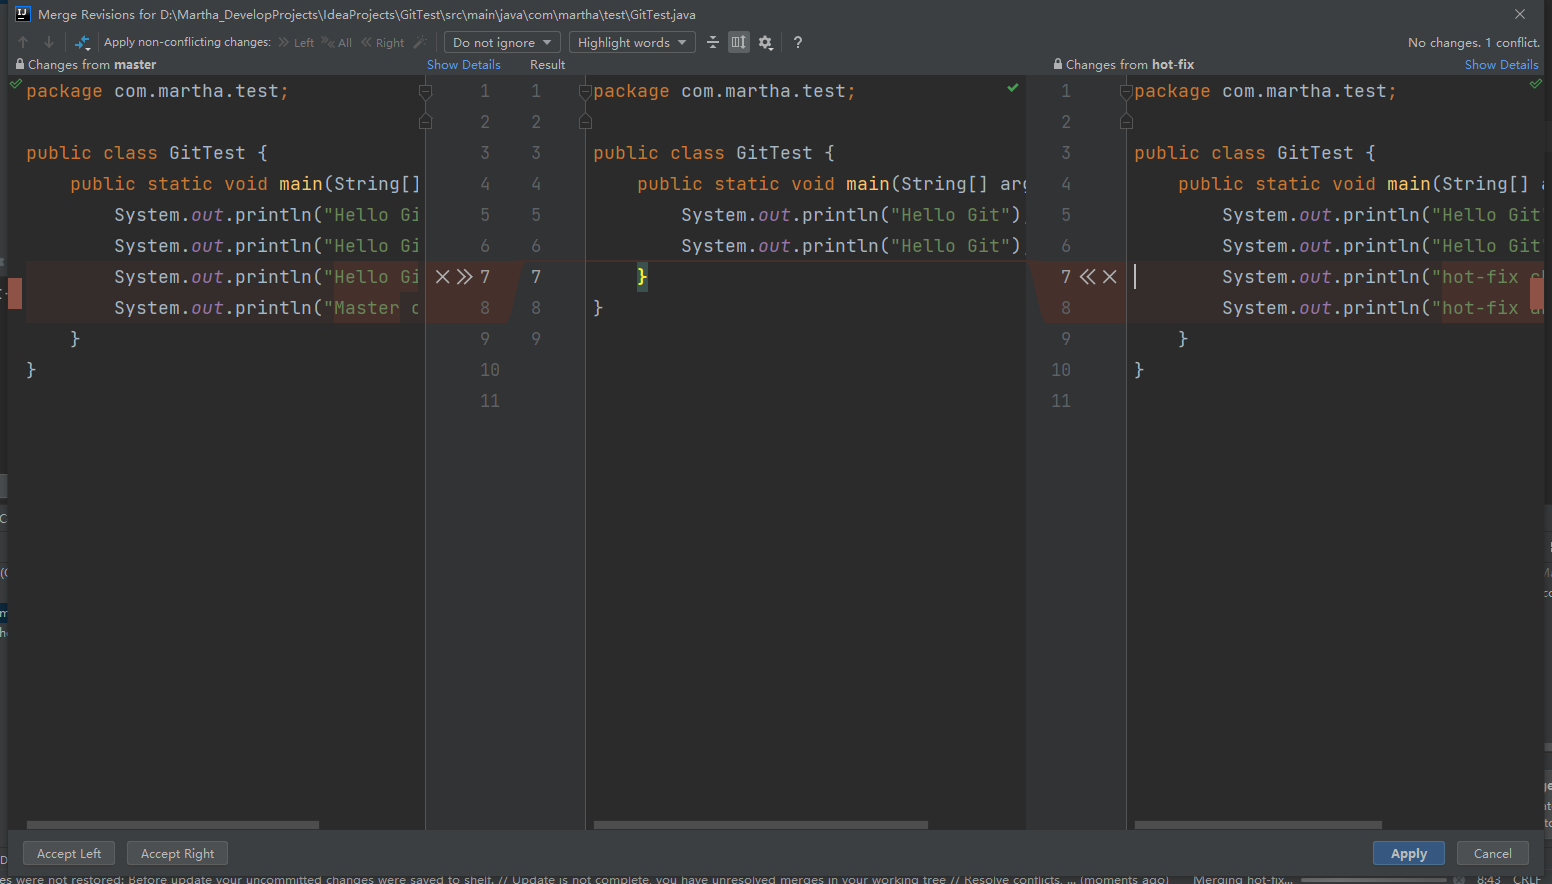 Merge Revisions for D:\Martha_DevelopProjects\IdeaProjects\GitTest\src\main\java\com\martha\test\GitTest.java
Apply non-conflicting changes: Left All Right Do not ignore Highlight words ? No changes. 1 conflict.
Changes from master Show Details Result Changes from hot-fix Show Details
package com.martha.test;
public class GitTest {
public static void main(String[]
System.out.println("Hello Gi
System.out.println("Hello Gi
System.out.println("Hello Gi
System.out.println("Master c
}
}
1
2
3
4
5
6
7
8
9
10
11
1
2
3
4
5
6
7
8
9
package com.martha.test;
public class GitTest {
public static void main(String[] arg
System.out.println("Hello Git");
System.out.println("Hello Git");
}
}
1
2
3
4
5
6
7
8
9
10
11
package com.martha.test;
public class GitTest {
public static void main(String[] a
System.out.println("Hello Git
System.out.println("Hello Git
System.out.println("hot-fix ch
System.out.println("hot-fix
}
}
Accept Left Accept Right Apply Cancel
es were not restored: Before update your uncommitted changes were saved to shelf. // Update is not complete, you have unresolved merges in your working tree // Resolve conflicts. ... (moments ago) Merging hot-fix... 8:43 CRLF